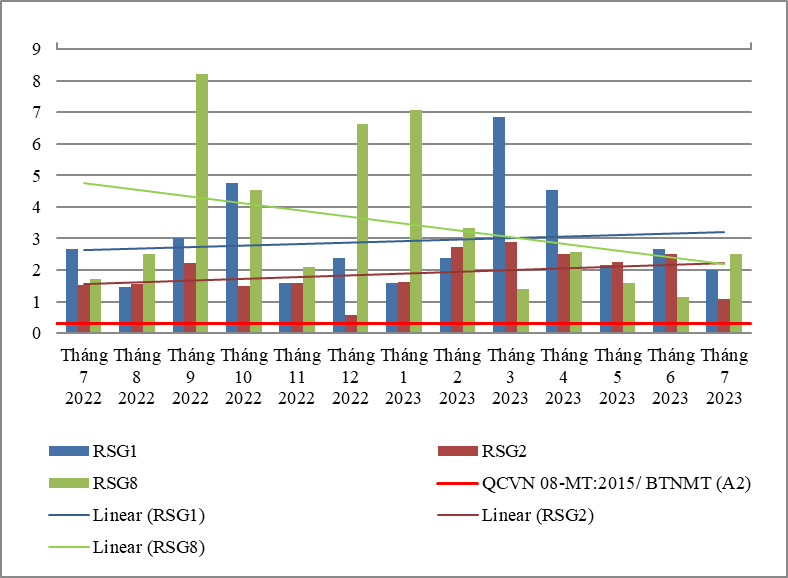 9
8
7
6
5
4
3
2
1
0
Tháng Tháng Tháng Tháng Tháng Tháng Tháng Tháng Tháng Tháng Tháng Tháng Tháng
7 8 9 10 11 12 1 2 3 4 5 6 7
2022 2022 2022 2022 2022 2022 2023 2023 2023 2023 2023 2023 2023
RSG1 RSG2
RSG8 QCVN 08-MT:2015/ BTNMT (A2)
Linear (RSG1) Linear (RSG2)
Linear (RSG8)